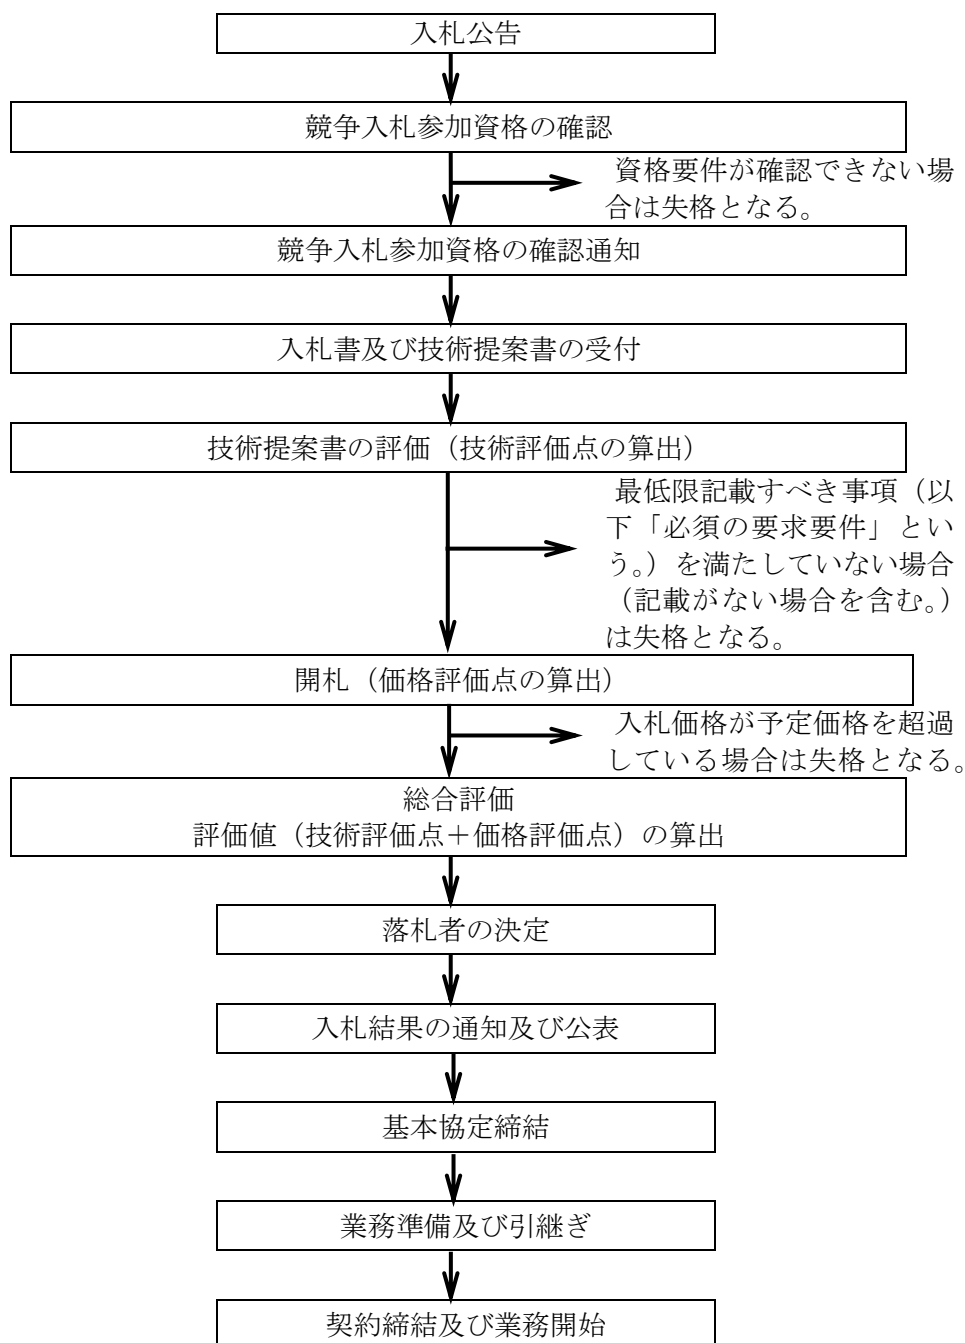 入札公告
競争入札参加資格の確認
資格要件が確認できない場
合は失格となる。
競争入札参加資格の確認通知
入札書及び技術提案書の受付
技術提案書の評価（技術評価点の算出）
最低限記載すべき事項（以
下「必須の要求要件」とい
う。）を満たしていない場合
（記載がない場合を含む。）
は失格となる。
開札（価格評価点の算出）
入札価格が予定価格を超過
している場合は失格となる。
総合評価
評価値（技術評価点＋価格評価点）の算出
落札者の決定
入札結果の通知及び公表
基本協定締結
業務準備及び引継ぎ
契約締結及び業務開始